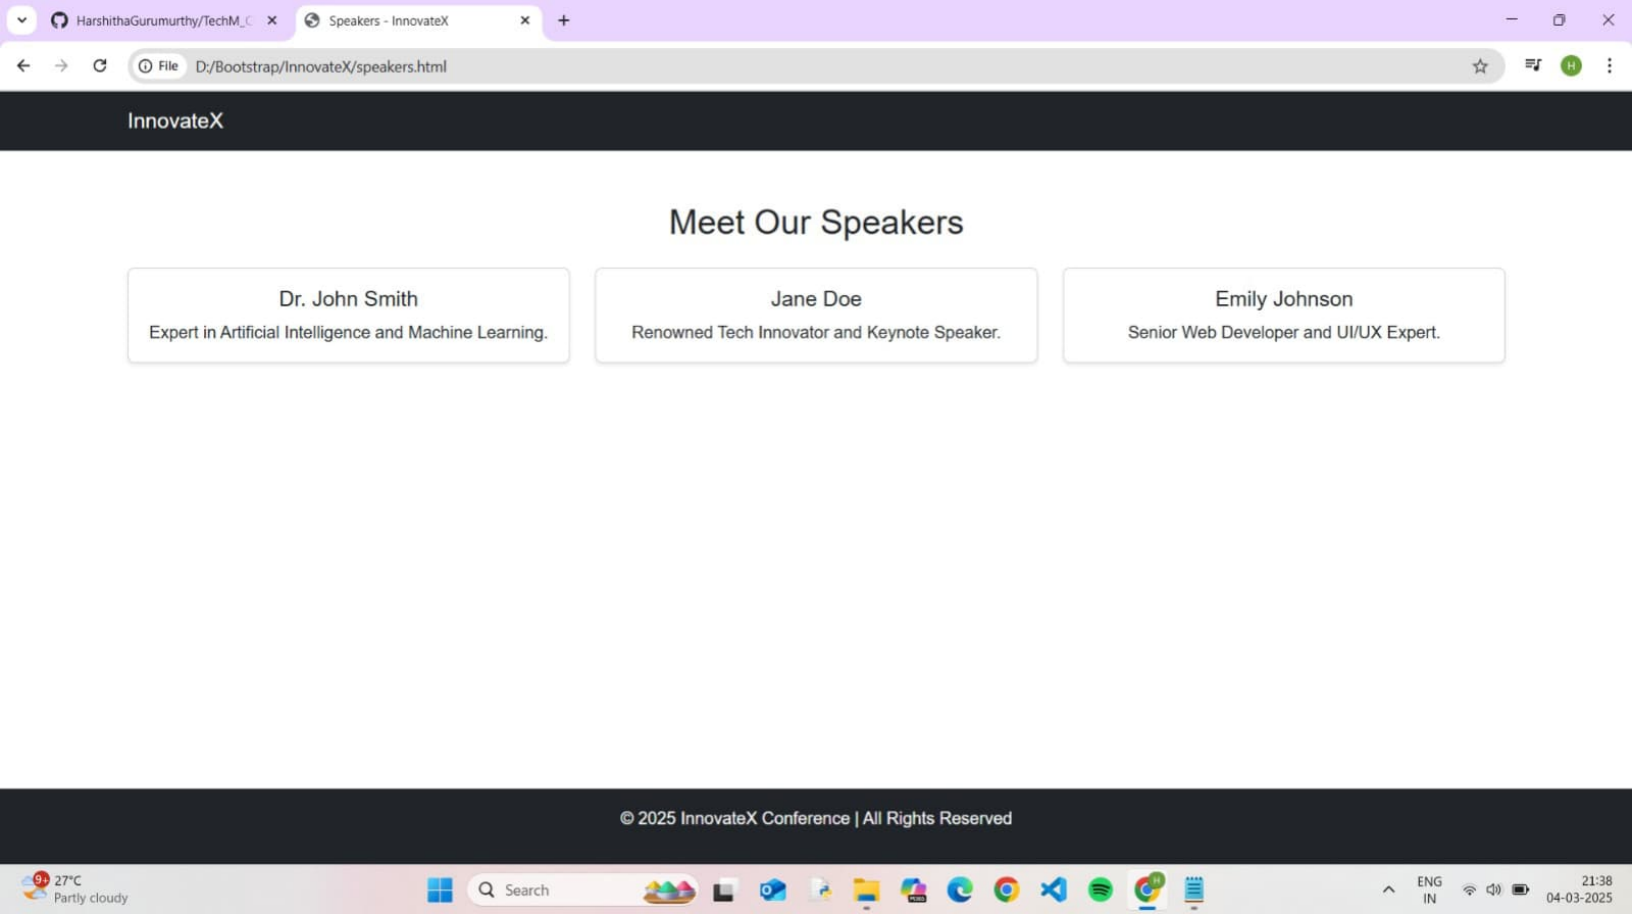 HarshithaGurumurthy/TechM_C
Speakers - InnovateX
File
D:/Bootstrap/InnovateX/speakers.html
H
InnovateX
Meet Our Speakers
Dr. John Smith
Expert in Artificial Intelligence and Machine Learning.
Jane Doe
Renowned Tech Innovator and Keynote Speaker.
Emily Johnson
Senior Web Developer and UI/UX Expert.
© 2025 InnovateX Conference | All Rights Reserved
9+
27°C
Partly cloudy
Search
H
ENG
IN
21:38
04-03-2025